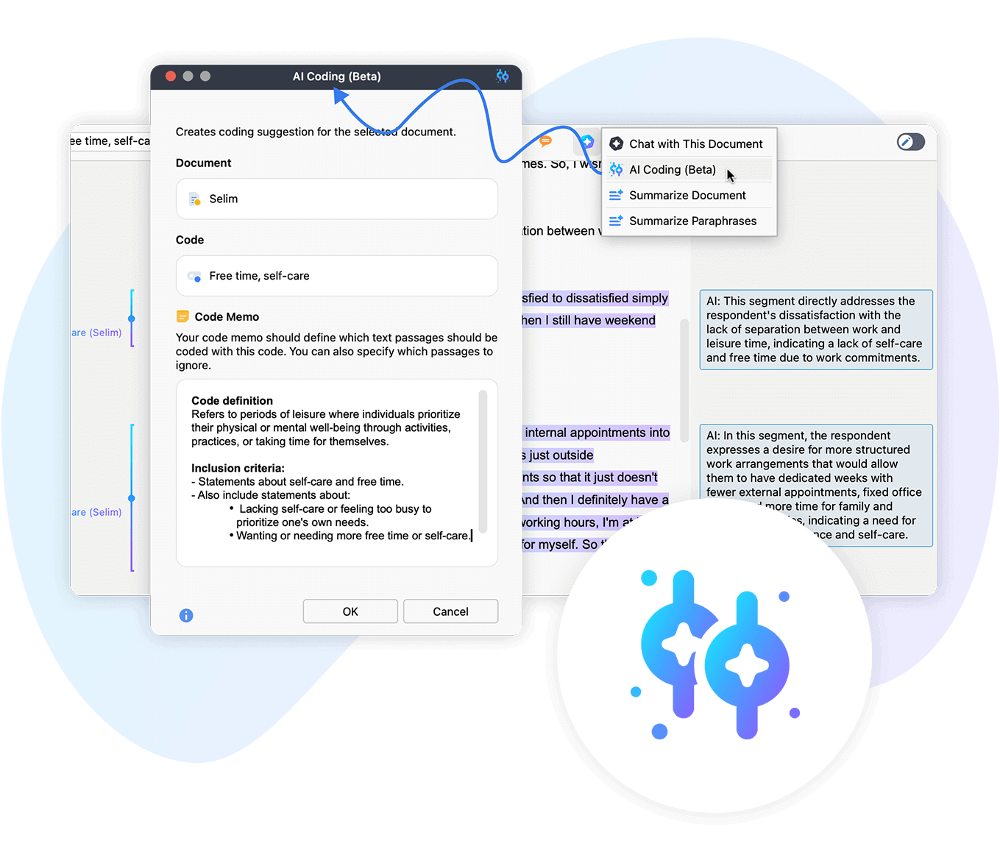 AI Coding (Beta)
Creates coding suggestion for the selected document.
Document
Selim
Code
Free time, self-care
Code Memo
Your code memo should define which text passages should be
coded with this code. You can also specify which passages to
ignore.
Code definition
Refers to periods of leisure where individuals prioritize
their physical or mental well-being through activities,
practices, or taking time for themselves.
Inclusion criteria:
- Statements about self-care and free time.
- Also include statements about:
• Lacking self-care or feeling too busy to
prioritize one's own needs.
• Wanting or needing more free time or self-care.
OK
Cancel
ee time, self-ca
are (Selim)
are (Selim)
Chat with This Document
AI Coding (Beta)
Summarize Document
Summarize Paraphrases
mes. So, I wish
tion between
sfied to dissatisfied simply
hen I still have weekend
internal appointments into
s just outside
nts so that it just doesn't
And then I definitely have a
working hours, I'm at
for myself. So
AI: This segment directly addresses the
respondent's dissatisfaction with the
lack of separation between work and
leisure time, indicating a lack of self-care
and free time due to work commitments.
AI: In this segment, the respondent
expresses a desire for more structured
work arrangements that would allow
them to have dedicated weeks with
fewer external appointments, fixed office
more time for family and
indicating a need for
nce and self-care.